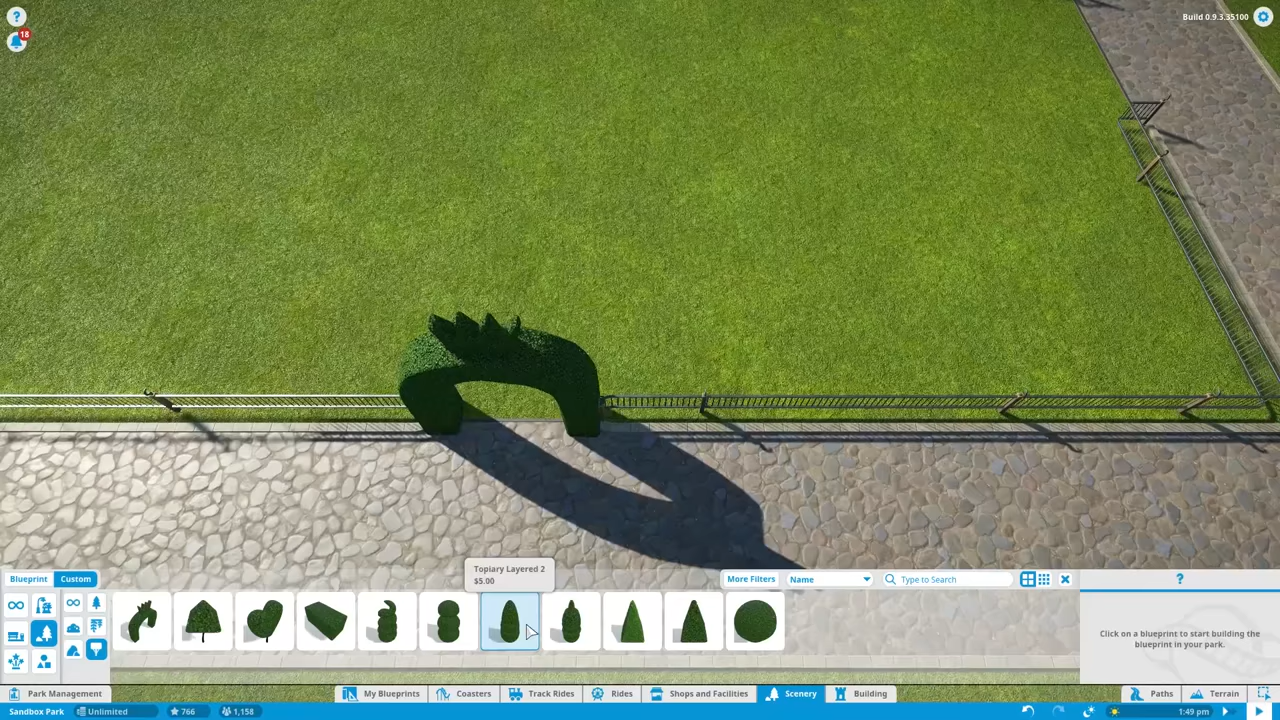 ?
18
Build 0.9.3.35100
Topiary Layered 2
$5.00
Blueprint
Custom
More Filters
Name
Type to Search
?
Click on a blueprint to start building the
blueprint in your park.
Park Management
My Blueprints
Coasters
Track Rides
Rides
Shops and Facilities
Scenery
Building
Paths
Terrain
Sandbox Park
Unlimited
766
1,158
1:49 pm